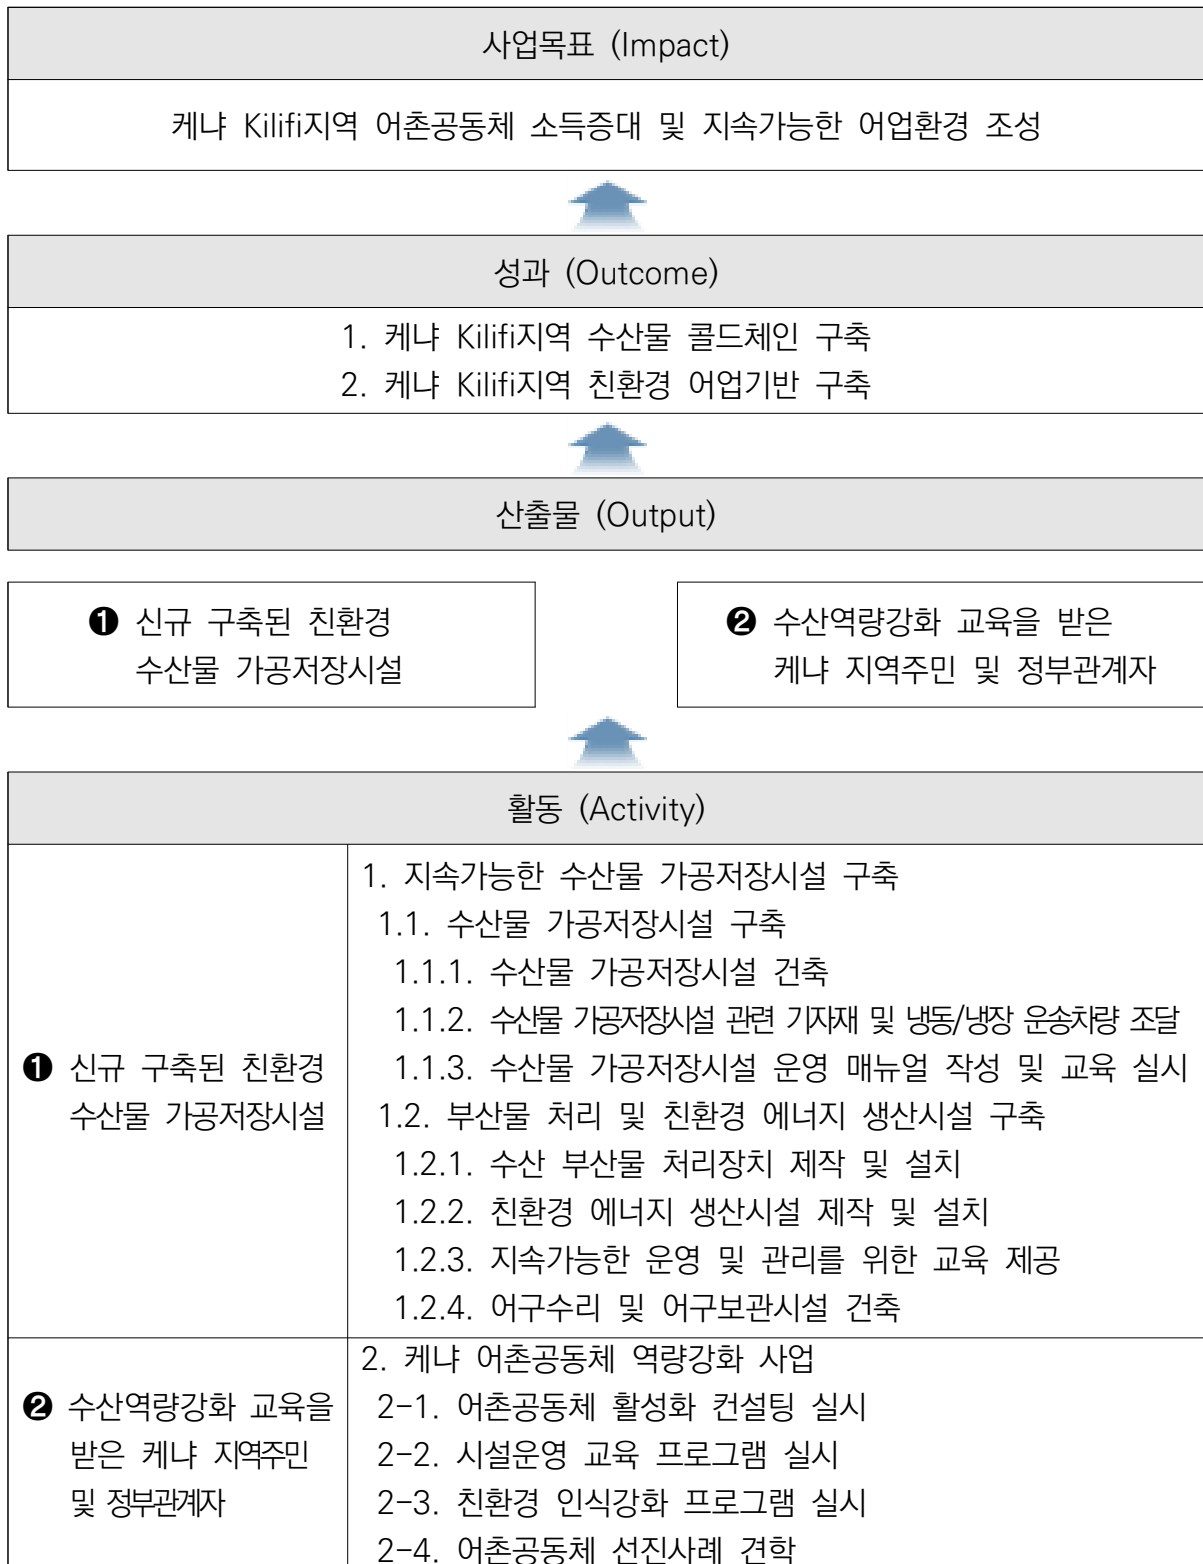 사업목표 (Impact)
케냐 Kilifi지역 어촌공동체 소득증대 및 지속가능한 어업환경 조성
성과 (Outcome)
1. 케냐 Kilifi지역 수산물 콜드체인 구축
2. 케냐 Kilifi지역 친환경 어업기반 구축
산출물 (Output)
❶ 신규 구축된 친환경
수산물 가공저장시설
❷ 수산역량강화 교육을 받은
케냐 지역주민 및 정부관계자
활동 (Activity)
❶ 신규 구축된 친환경
수산물 가공저장시설
1. 지속가능한 수산물 가공저장시설 구축
1.1. 수산물 가공저장시설 구축
1.1.1. 수산물 가공저장시설 건축
1.1.2. 수산물 가공저장시설 관련 기자재 및 냉동/냉장 운송차량 조달
1.1.3. 수산물 가공저장시설 운영 매뉴얼 작성 및 교육 실시
1.2. 부산물 처리 및 친환경 에너지 생산시설 구축
1.2.1. 수산 부산물 처리장치 제작 및 설치
1.2.2. 친환경 에너지 생산시설 제작 및 설치
1.2.3. 지속가능한 운영 및 관리를 위한 교육 제공
1.2.4. 어구수리 및 어구보관시설 건축
❷ 수산역량강화 교육을
받은 케냐 지역주민
및 정부관계자
2. 케냐 어촌공동체 역량강화 사업
2-1. 어촌공동체 활성화 컨설팅 실시
2-2. 시설운영 교육 프로그램 실시
2-3. 친환경 인식강화 프로그램 실시
2-4. 어촌공동체 선진사례 견학